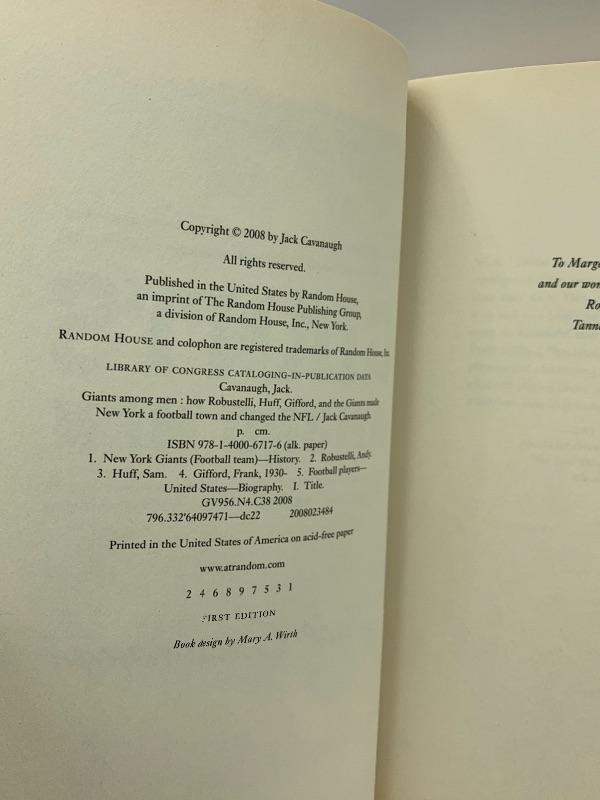 Copyright © 2008 by Jack Cavanaugh
All rights reserved.
Published in the United States by Random House,
an imprint of The Random House Publishing Group,
a division of Random House, Inc., New York.
RANDOM HOUSE and colophon are registered trademarks of Random House, Inc.
LIBRARY OF CONGRESS CATALOGING-IN-PUBLICATION DATA
Cavanaugh, Jack.
Giants among men : how Robustelli, Huff, Gifford, and the Giants made
New York a football town and changed the NFL / Jack Cavanaugh.
p. cm.
ISBN 978-1-4000-6717-6 (alk. paper)
1. New York Giants (Football team)—History. 2. Robustelli, Andy.
3. Huff, Sam. 4. Gifford, Frank, 1930- 5. Football players—
United States—Biography. I. Title.
GV956.N4.C38 2008
796.332'64097471—dc22 2008023484
Printed in the United States of America on acid-free paper
www.atrandom.com
2 4 6 8 9 7 5 3 1
FIRST EDITION
Book design by Mary A. Wirth
To Marge
and our won
Ro
Tann